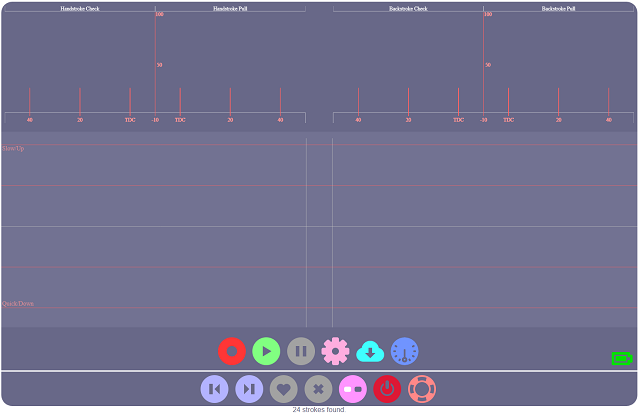 Handstroke Check Handstroke Pull Backstroke Check Backstroke Pull
100 100
50 50
40 20 TDC -10 TDC 20 40 40 20 TDC -10 TDC 20 40
Slow/Up
Quick/Down
24 strokes found.